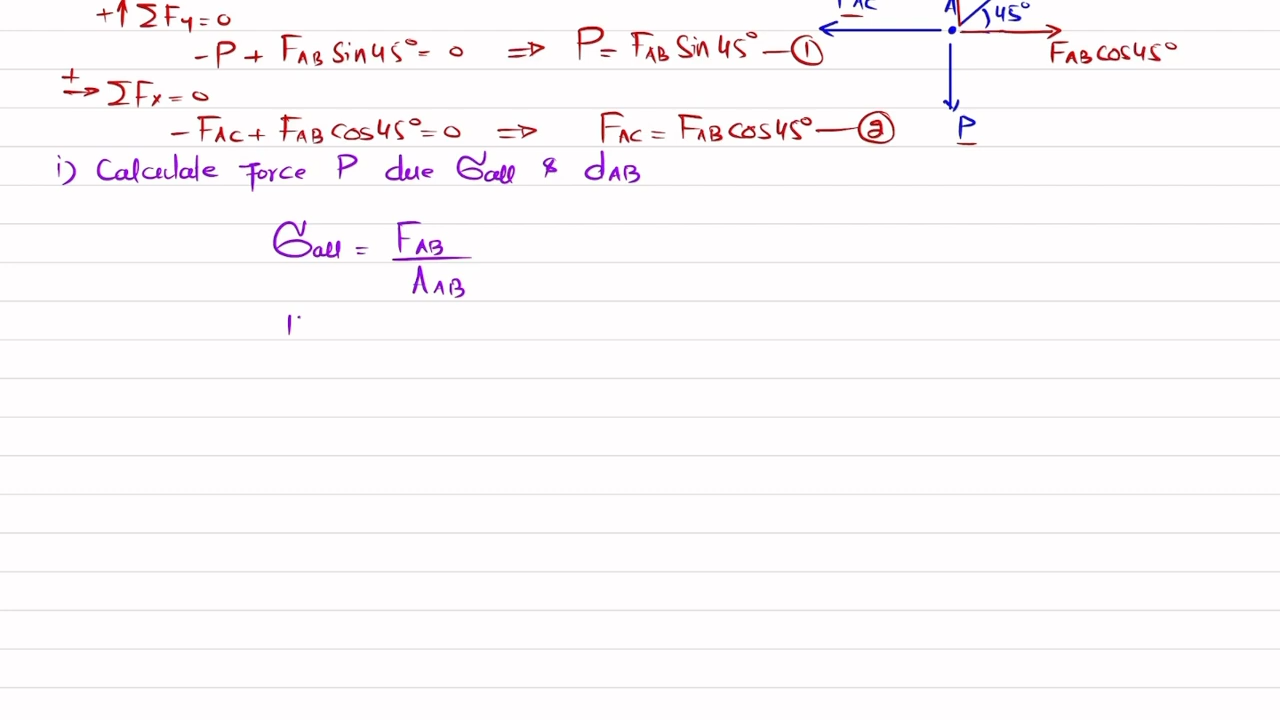 +↑ ΣFy=0
-P + FAB Sin45°= 0 ⇒ P= FAB Sin 45° — ①
+→ ΣFx=0
-FAC + FAB cos45°=0 ⇒ FAC = FAB cos45° — ②
FAC
A
45°
FAB cos45°
P
i) Calculate force P due σall & dAB
σall = FAB / AAB